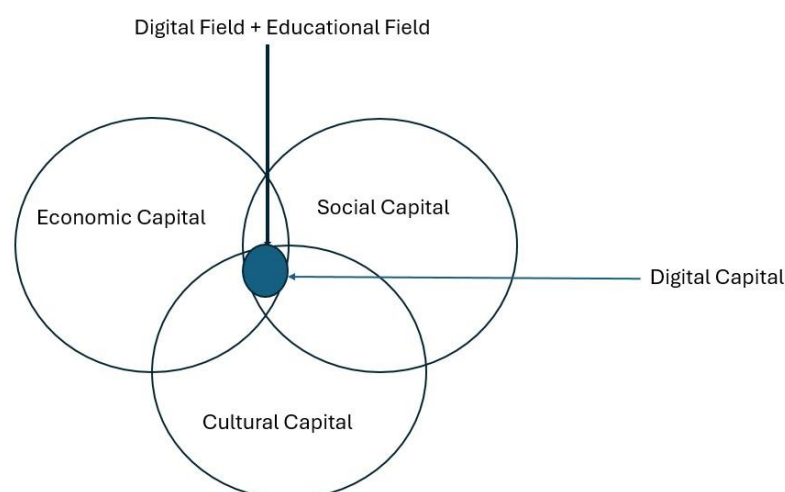 Digital Field + Educational Field
Economic Capital
Social Capital
Digital Capital
Cultural Capital